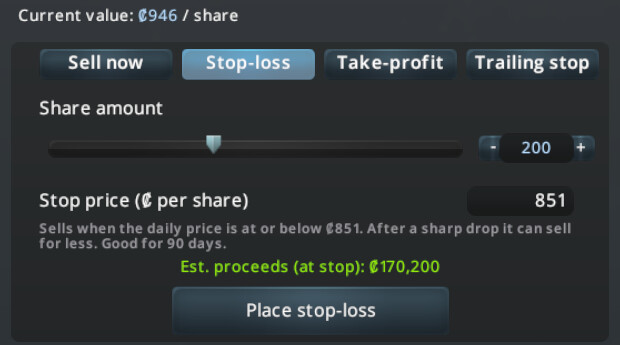 Current value: ₡946 / share
Sell now
Stop-loss
Take-profit
Trailing stop
Share amount
- 200 +
Stop price (₡ per share) 851
Sells when the daily price is at or below ₡851. After a sharp drop it can sell
for less. Good for 90 days.
Est. proceeds (at stop): ₡170,200
Place stop-loss